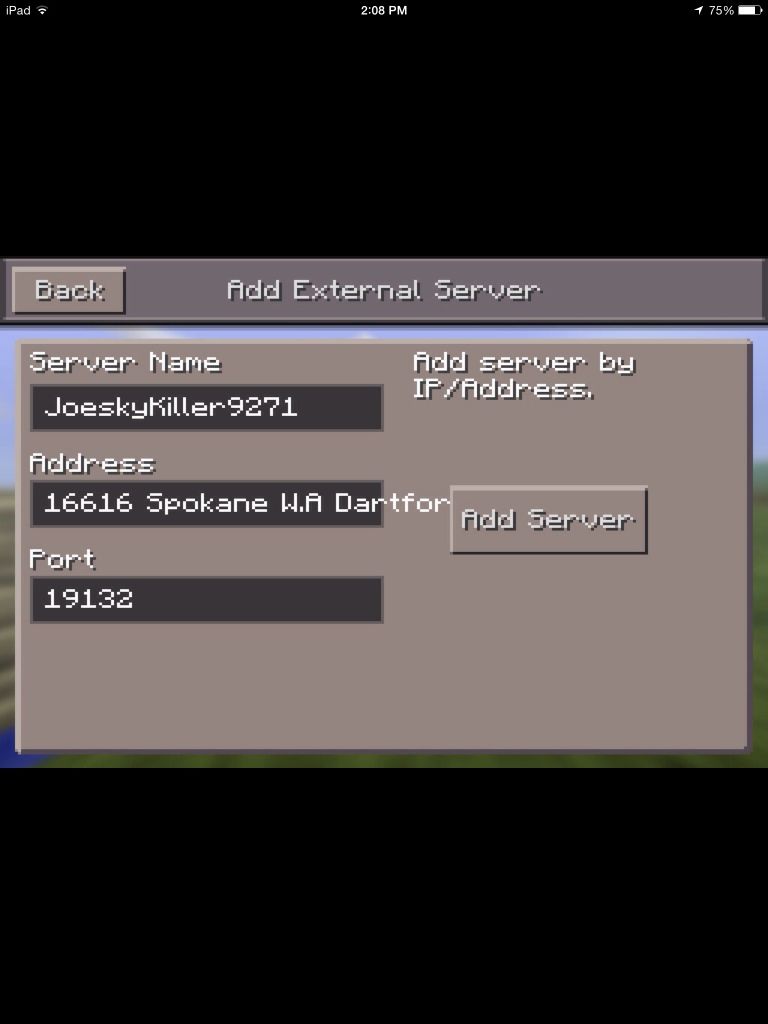 iPad 2:08 PM 75%
Back Add External Server
Server Name
JoeskyKiller9271
Add server by
IP/Address.
Address
16616 Spokane W.A Dartfor
Add Server
Port
19132